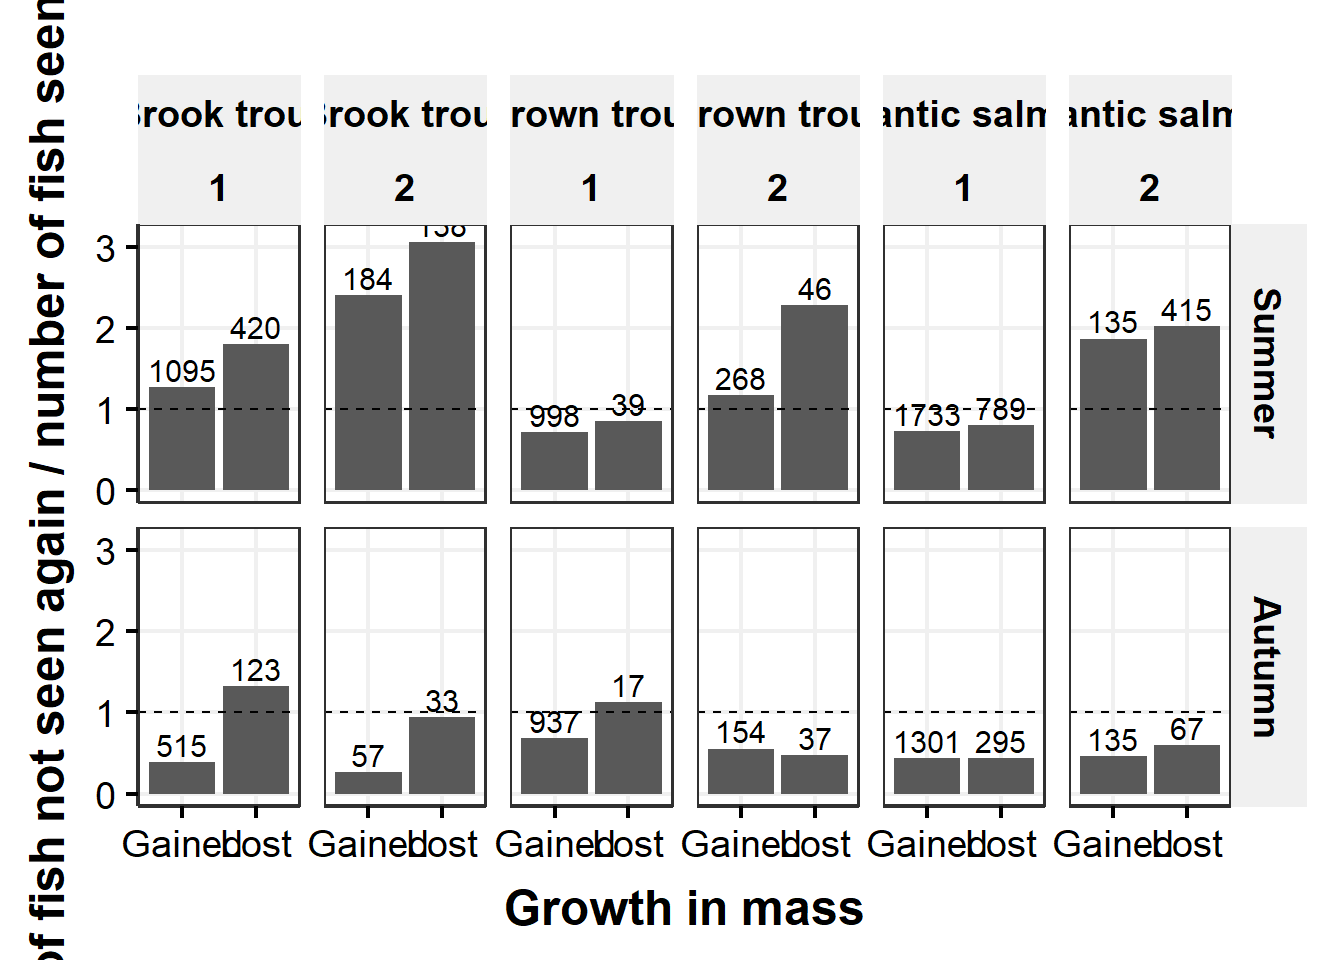 of fish not seen again / number of fish seen
rook trou rook trou rown trou rown trou antic salm antic salm
1 2 1 2 1 2
3
2
1
0
1095 420 184 268 46 998 39 1733 789 135 415
Summer
3
2
1
0
515 123 57 33 937 17 154 37 1301 295 135 67
Autumn
Gained Lost Gained Lost Gained Lost Gained Lost Gained Lost Gained Lost
Growth in mass